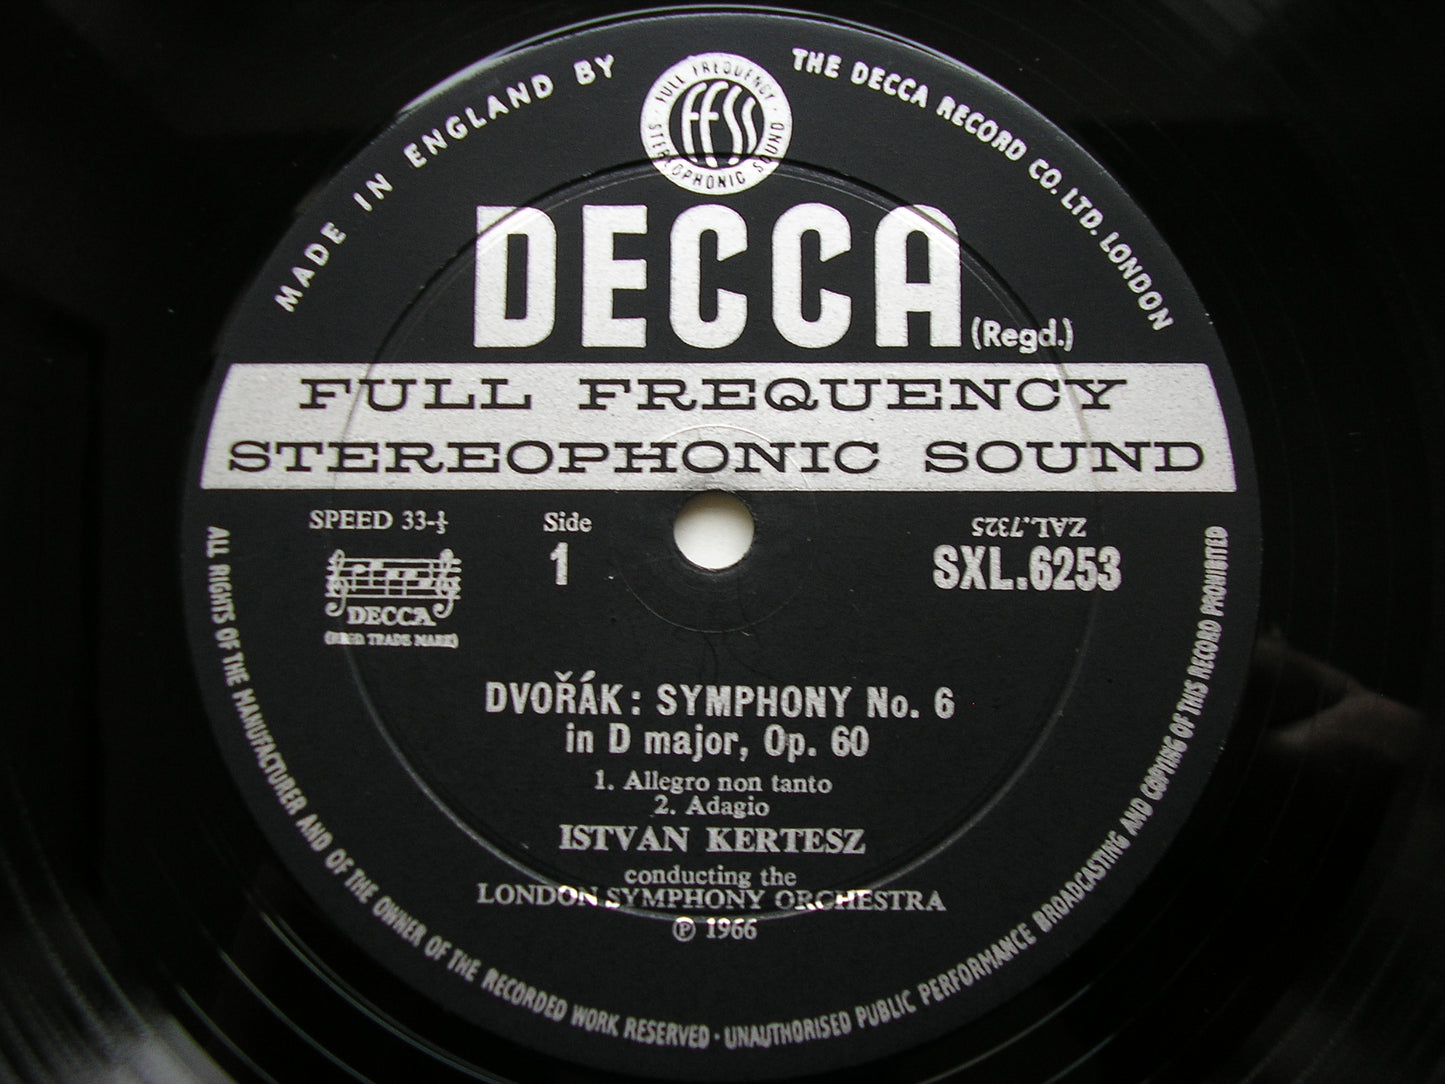 MADE IN ENGLAND BY
THE DECCA RECORD CO. LTD. LONDON
FULL FREQUENCY
ffss
STEREOPHONIC SOUND
DECCA
(Regd.)
FULL FREQUENCY
STEREOPHONIC SOUND
SPEED 33-⅓
Side
1
ZAL.7325
SXL.6253
DECCA
(REGD TRADE MARK)
DVOŘÁK: SYMPHONY No. 6
in D major, Op. 60
1. Allegro non tanto
2. Adagio
ISTVAN KERTESZ
conducting the
LONDON SYMPHONY ORCHESTRA
℗ 1966
ALL RIGHTS OF THE MANUFACTURER AND OF THE OWNER OF THE RECORDED WORK RESERVED · UNAUTHORISED PUBLIC PERFORMANCE BROADCASTING AND COPYING OF THIS RECORD PROHIBITED